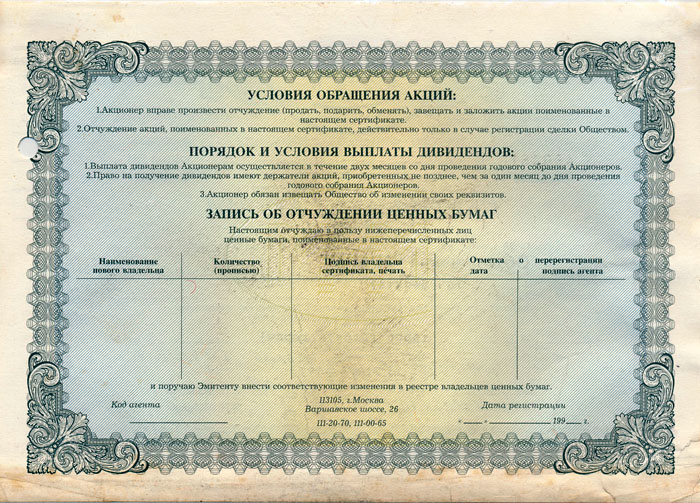 УСЛОВИЯ ОБРАЩЕНИЯ АКЦИЙ:
1.Акционер вправе произвести отчуждение (продать, подарить, обменять), завещать и заложить акции поименованные в
настоящем сертификате.
2.Отчуждение акций, поименованных в настоящем сертификате, действительно только в случае регистрации сделки Обществом.
ПОРЯДОК И УСЛОВИЯ ВЫПЛАТЫ ДИВИДЕНДОВ:
1.Выплата дивидендов Акционерам осуществляется в течение двух месяцев со дня проведения годового собрания Акционеров.
2.Право на получение дивидендов имеют держатели акций, приобретенных не позднее, чем за один месяц до дня проведения
годового собрания Акционеров.
3.Акционер обязан извещать Общество об изменении своих реквизитов.
ЗАПИСЬ ОБ ОТЧУЖДЕНИИ ЦЕННЫХ БУМАГ
Настоящим отчуждаю в пользу нижеперечисленных лиц
ценные бумаги, поименованные в настоящем сертификате:
Наименование Количество Подпись владельца Отметка о перерегистрации
нового владельца (прописью) сертификата, печать дата подпись агента
и поручаю Эмитенту внести соответствующие изменения в реестре владельцев ценных бумаг.
Код агента 113105, г.Москва Дата регистрации
Варшавское шоссе, 26
111-20-70, 111-00-65 «__» ______ 199__ г.